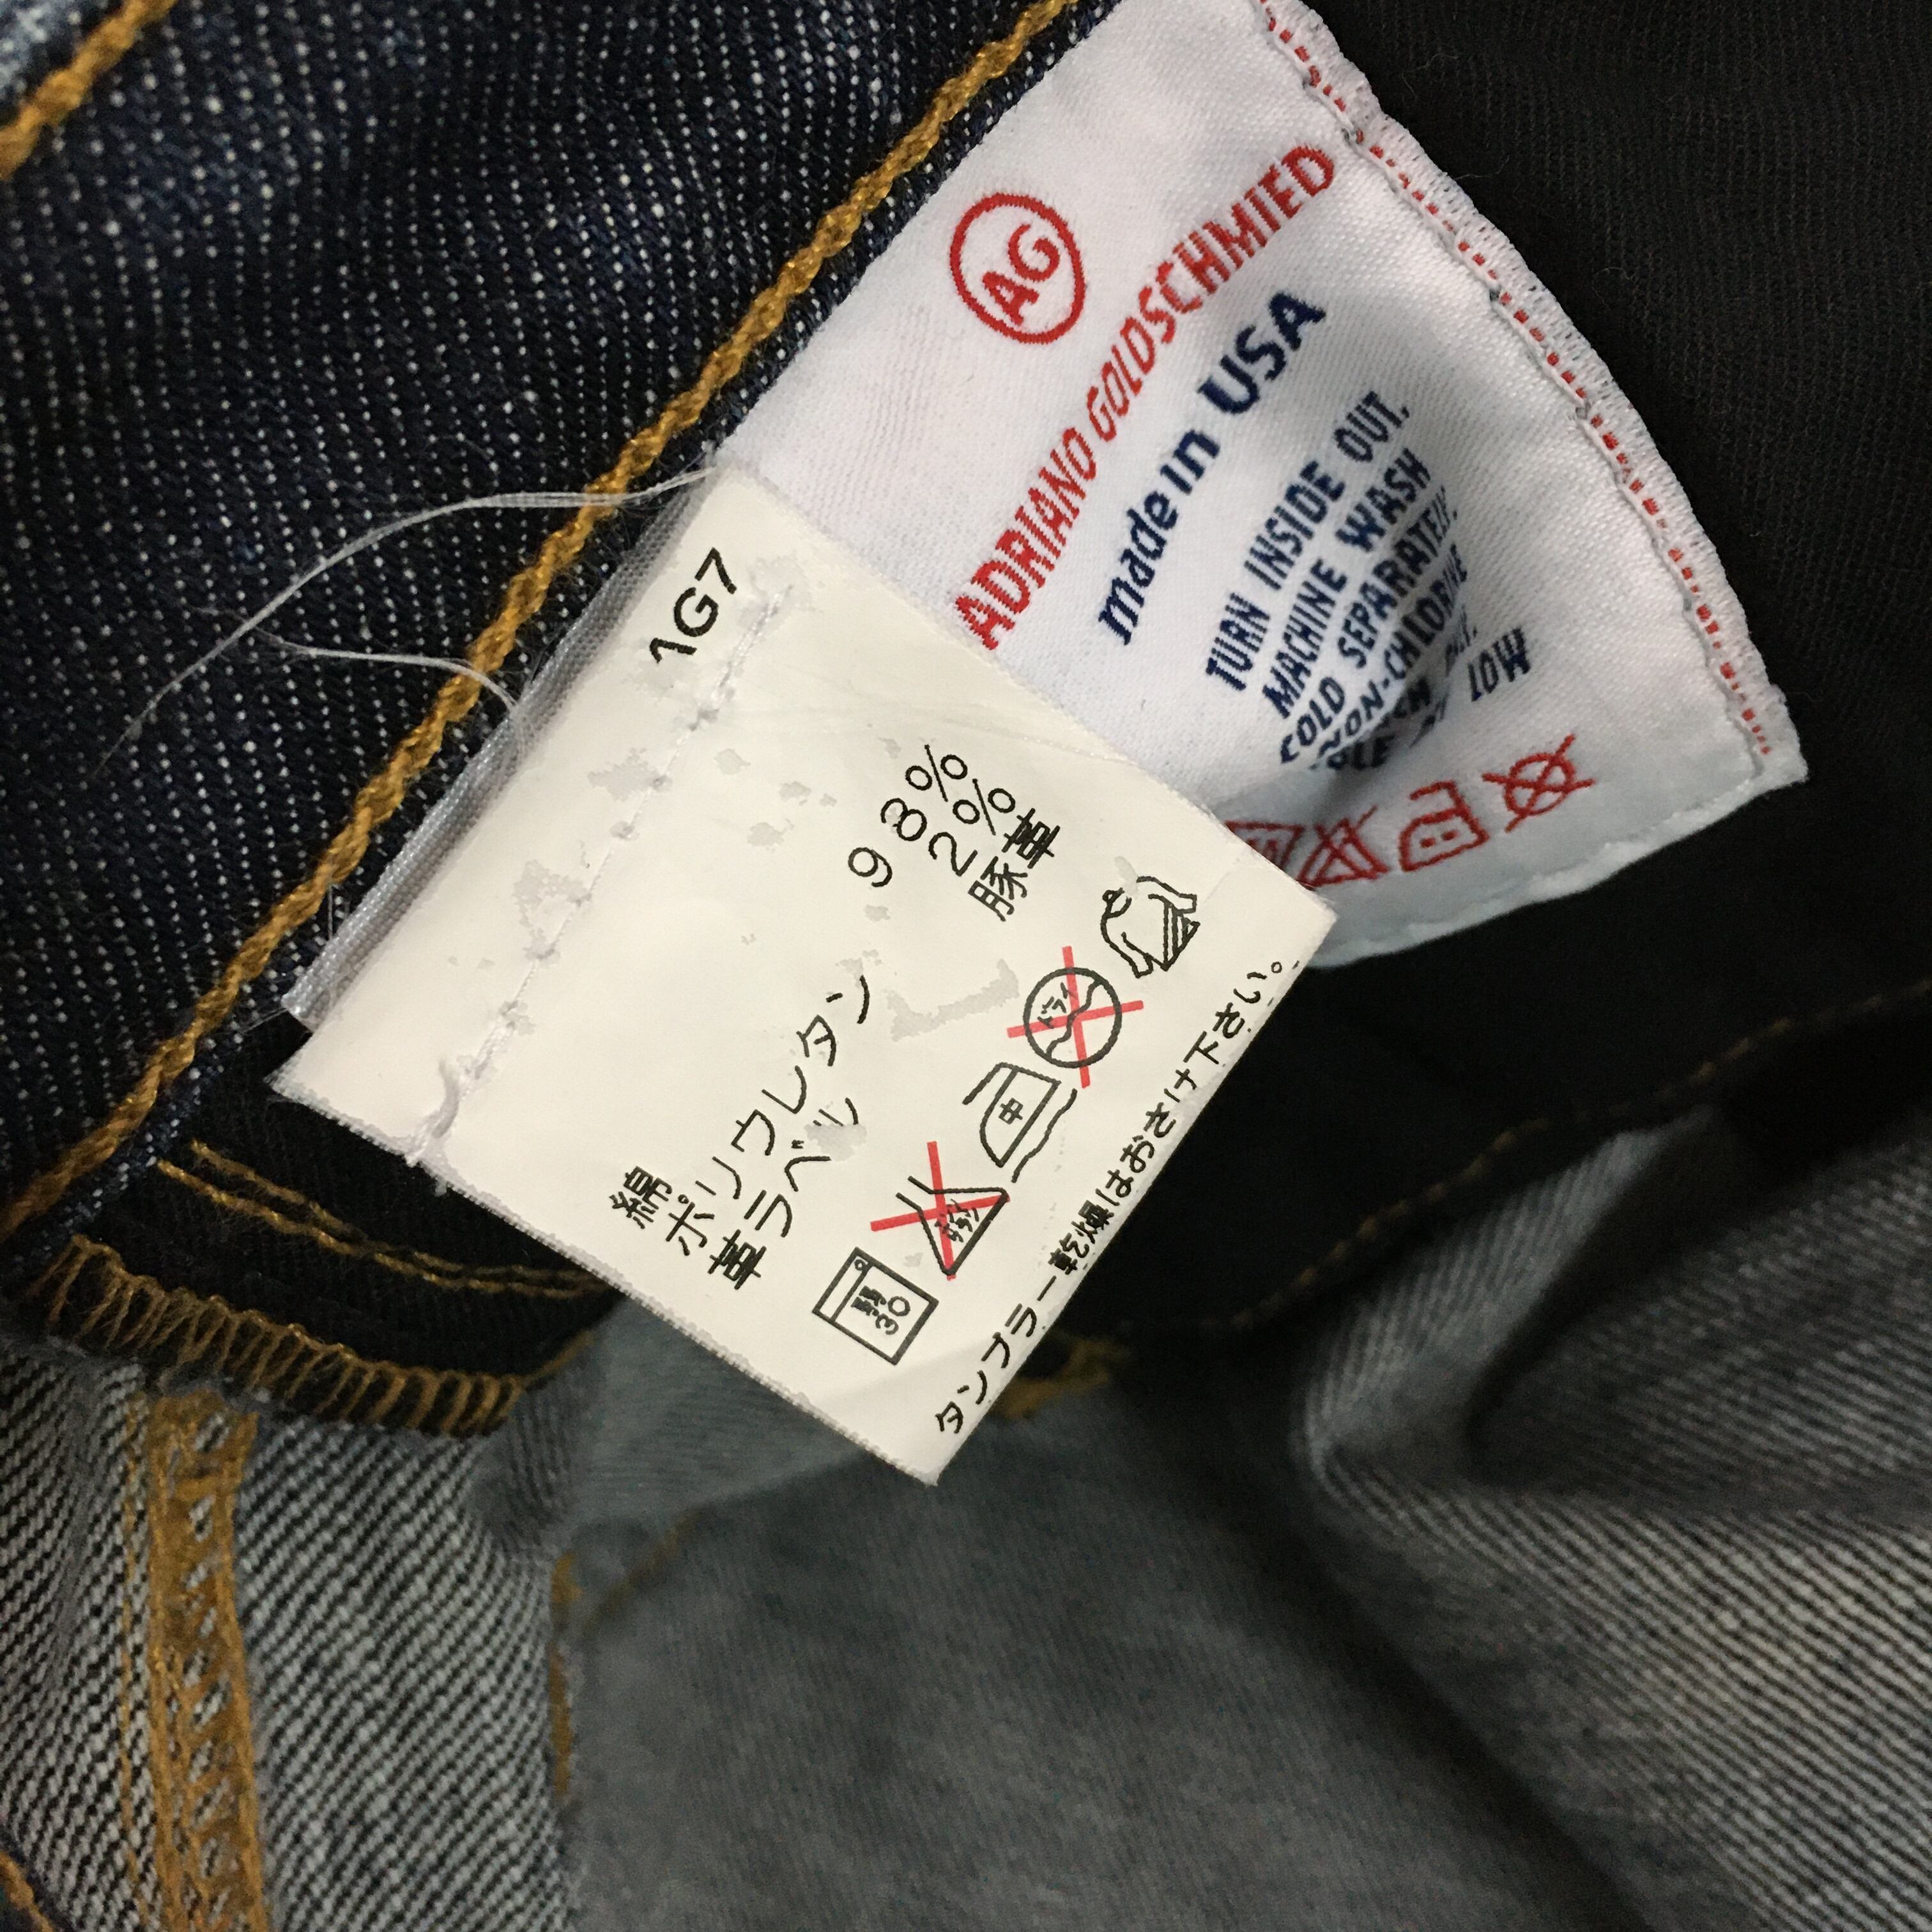 AG
ADRIANO GOLDSCHMIED
made in USA
TURN INSIDE OUT.
MACHINE WASH
COLD SEPARATELY.
NON-CHLORINE
LOW
1G7
綿 98%
ポリウレタン 2%
革ラベル 豚革
弱
30
中
ドライ
タンブラー乾燥はおさけ下さい。